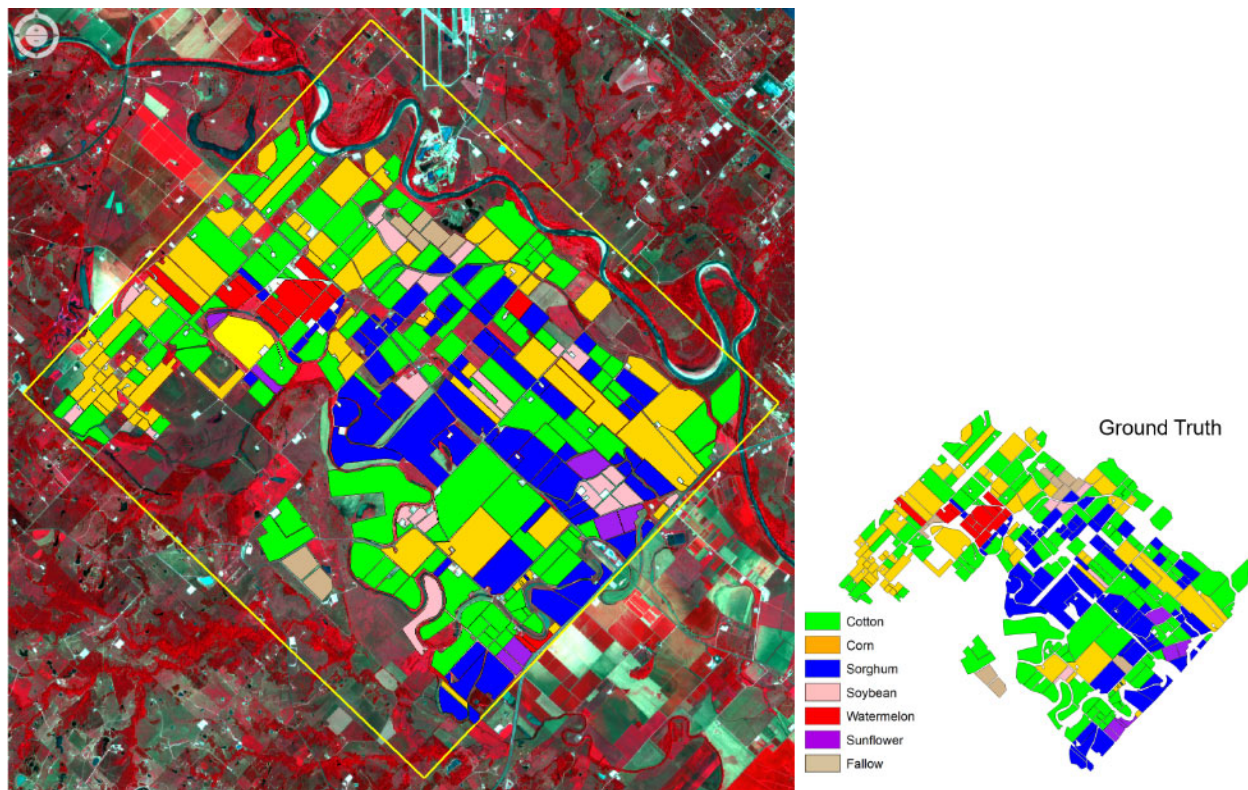 Ground Truth
Cotton
Corn
Sorghum
Soybean
Watermelon
Sunflower
Fallow